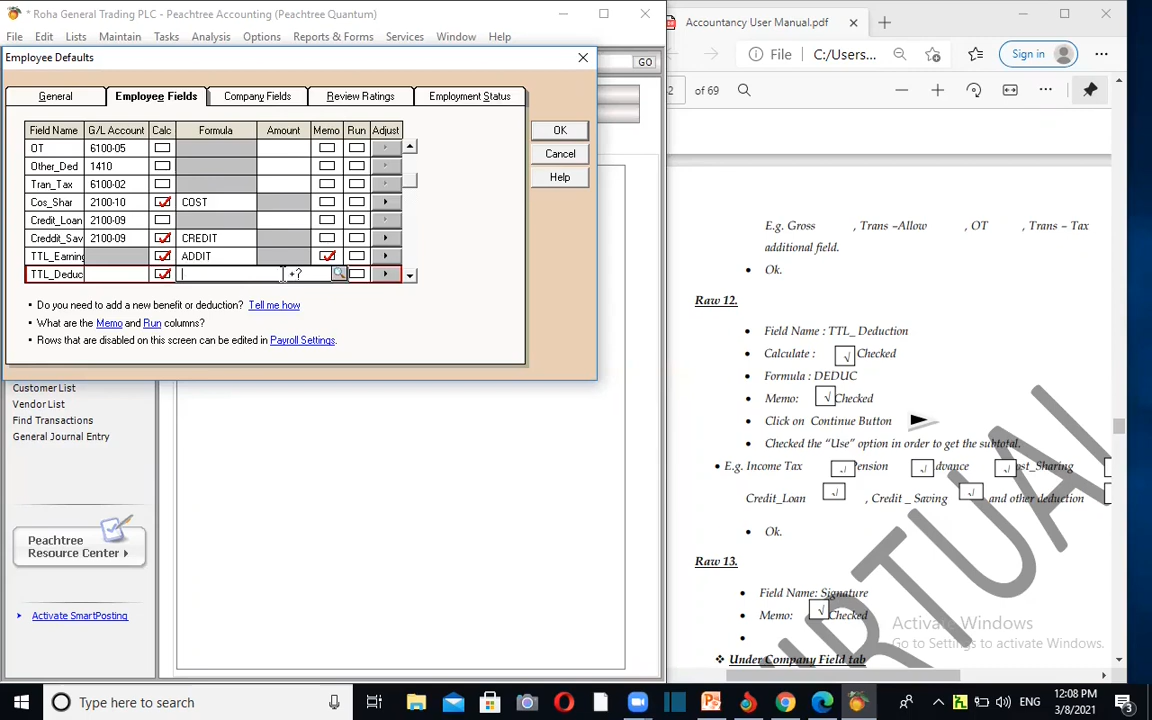 * Roha General Trading PLC - Peachtree Accounting (Peachtree Quantum)
File Edit Lists Maintain Tasks Analysis Options Reports & Forms Services Window Help
GO
Employee Defaults
General Employee Fields Company Fields Review Ratings Employment Status
Field Name G/L Account Calc Formula Amount Memo Run Adjust
OT 6100-05
Other_Ded 1410
Tran_Tax 6100-02
Cos_Shar 2100-10 COST
Credit_Loan 2100-09
Creddit_Sav 2100-09 CREDIT
TTL_Earning ADDIT
TTL_Deduc +?
OK
Cancel
Help
• Do you need to add a new benefit or deduction? Tell me how
• What are the Memo and Run columns?
• Rows that are disabled on this screen can be edited in Payroll Settings.
Customer List
Vendor List
Find Transactions
General Journal Entry
Peachtree
Resource Center
Activate SmartPosting
Accountancy User Manual.pdf
File C:/Users... Sign in
2 of 69
E.g. Gross , Trans –Allow , OT , Trans – Tax
additional field.
• Ok.
Raw 12.
• Field Name : TTL_ Deduction
• Calculate : √ Checked
• Formula : DEDUC
• Memo: √ Checked
• Click on Continue Button
• Checked the "Use" option in order to get the subtotal.
• E.g. Income Tax √ Pension √ dvance √ ost_Sharing
Credit_Loan √ , Credit _ Saving √ and other deduction
• Ok.
Raw 13.
• Field Name: Signature
• Memo: √ Checked
•
❖ Under Company Field tab
VIRTUAL
Activate Windows
Go to Settings to activate Windows.
Type here to search
ENG
12:08 PM
3/8/2021
3